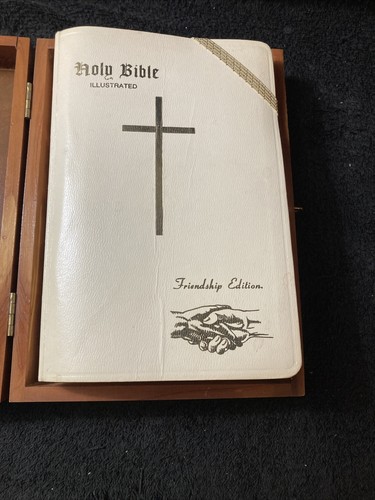 Holy Bible
ILLUSTRATED
Friendship Edition.